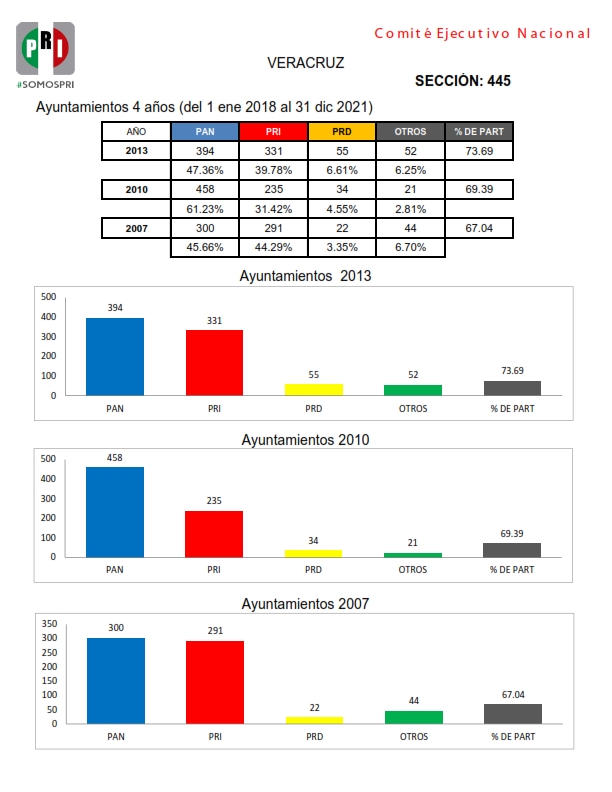 Comité Ejecutivo Nacional
PRI
#SOMOSPRI
VERACRUZ
SECCIÓN: 445
Ayuntamientos 4 años (del 1 ene 2018 al 31 dic 2021)
AÑO PAN PRI PRD OTROS % DE PART
2013 394 331 55 52 73.69
47.36% 39.78% 6.61% 6.25%
2010 458 235 34 21 69.39
61.23% 31.42% 4.55% 2.81%
2007 300 291 22 44 67.04
45.66% 44.29% 3.35% 6.70%
Ayuntamientos 2013
500
400
300
200
100
0
394 331 55 52 73.69
PAN PRI PRD OTROS % DE PART
Ayuntamientos 2010
500
400
300
200
100
0
458 235 34 21 69.39
PAN PRI PRD OTROS % DE PART
Ayuntamientos 2007
350
300
250
200
150
100
50
0
300 291 22 44 67.04
PAN PRI PRD OTROS % DE PART